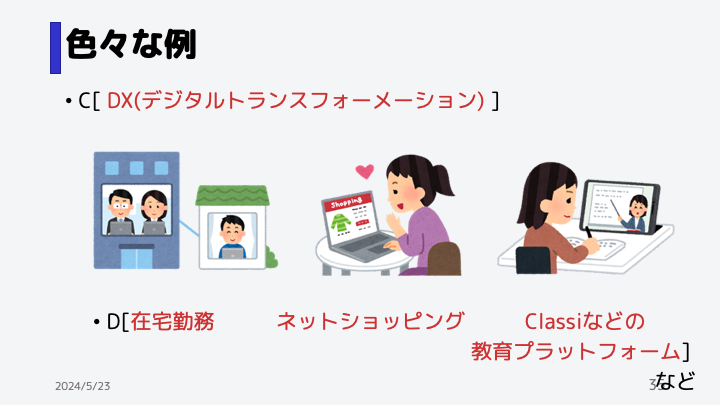 色々な例
• C[ DX(デジタルトランスフォーメーション) ]
Shopping
• D[在宅勤務 ネットショッピング Classiなどの
教育プラットフォーム]
など
2024/5/23